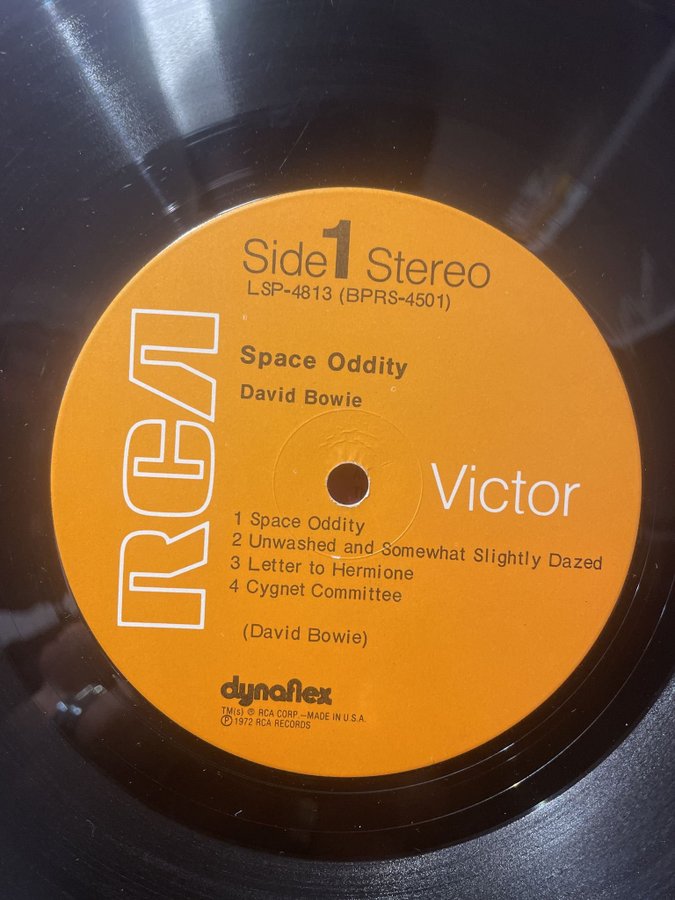 Side 1 Stereo
LSP-4813 (BPRS-4501)
RCA
Space Oddity
David Bowie
Victor
1 Space Oddity
2 Unwashed and Somewhat Slightly Dazed
3 Letter to Hermione
4 Cygnet Committee
(David Bowie)
dynaflex
TM(s) ® RCA CORP.—MADE IN U.S.A.
℗ 1972 RCA RECORDS